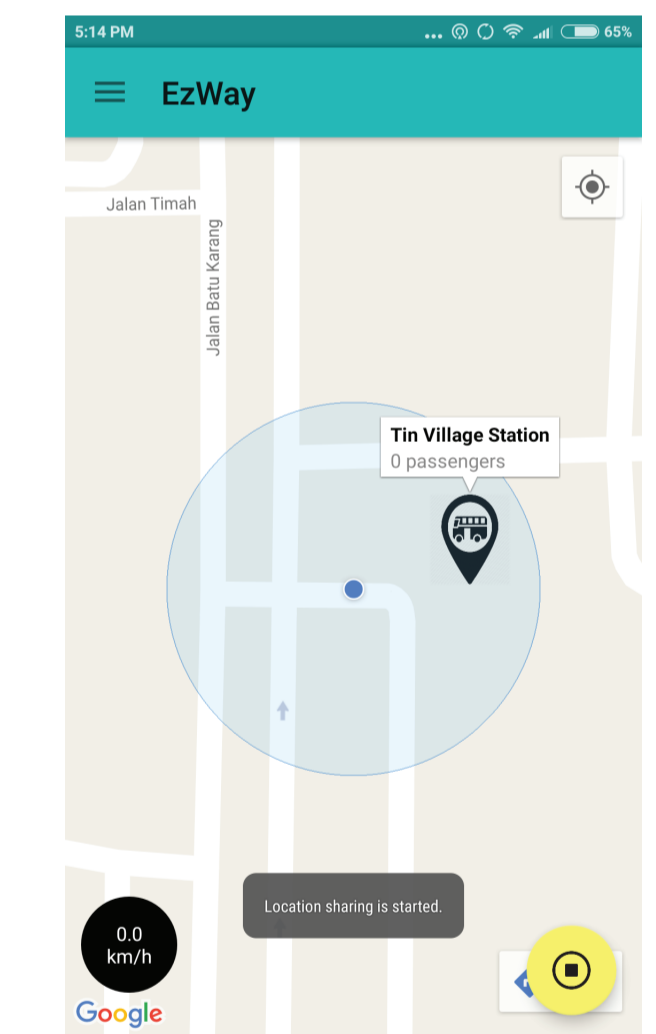 5:14 PM
65%
EzWay
Jalan Timah
Jalan Batu Karang
Tin Village Station
0 passengers
Location sharing is started.
0.0
km/h
Google